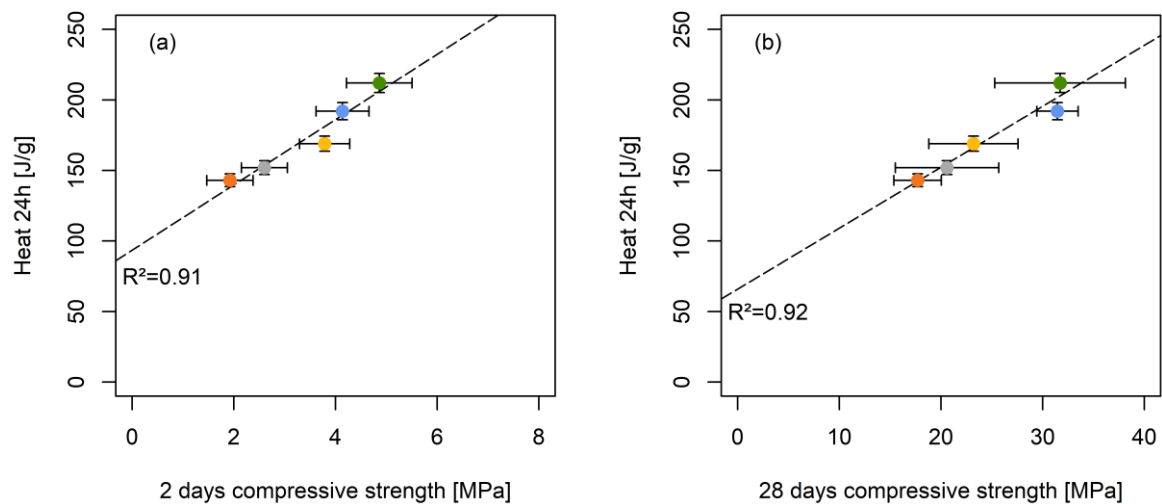 (a)
250
200
150
100
50
0
Heat 24h [J/g]
R²=0.91
0 2 4 6 8
2 days compressive strength [MPa]
(b)
250
200
150
100
50
0
Heat 24h [J/g]
R²=0.92
0 10 20 30 40
28 days compressive strength [MPa]